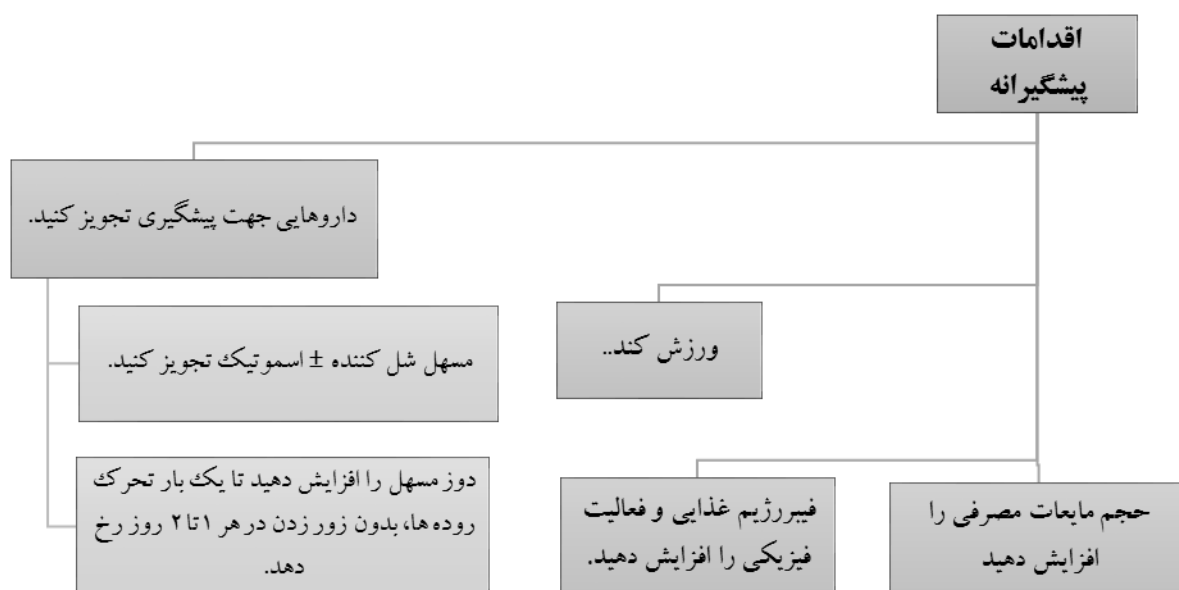 اقدامات
پیشگیرانه
داروهایی جهت پیشگیری تجویز کنید.
مسهل شل کننده ± اسموتیک تجویز کنید.
دوز مسهل را افزایش دهید تا یک بار تحرک
روده ها، بدون زور زدن در هر ۱ تا ۲ روز رخ
دهد.
ورزش کند..
فیبررژیم غذایی و فعالیت
فیزیکی را افزایش دهید.
حجم مایعات مصرفی را
افزایش دهید